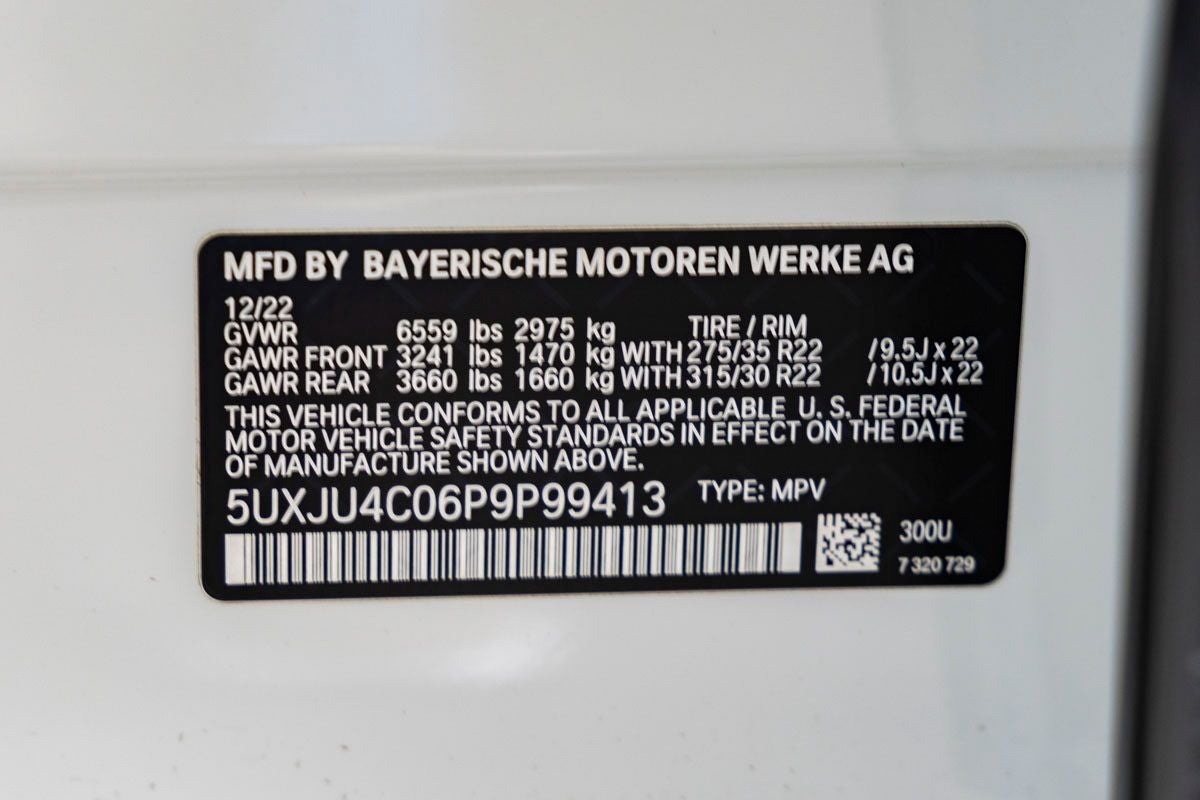 MFD BY BAYERISCHE MOTOREN WERKE AG
12/22
GVWR 6559 lbs 2975 kg TIRE / RIM
GAWR FRONT 3241 lbs 1470 kg WITH 275/35 R22 /9.5J x 22
GAWR REAR 3660 lbs 1660 kg WITH 315/30 R22 /10.5J x 22
THIS VEHICLE CONFORMS TO ALL APPLICABLE U. S. FEDERAL
MOTOR VEHICLE SAFETY STANDARDS IN EFFECT ON THE DATE
OF MANUFACTURE SHOWN ABOVE.
5UXJU4C06P9P99413 TYPE: MPV
300U
7 320 729